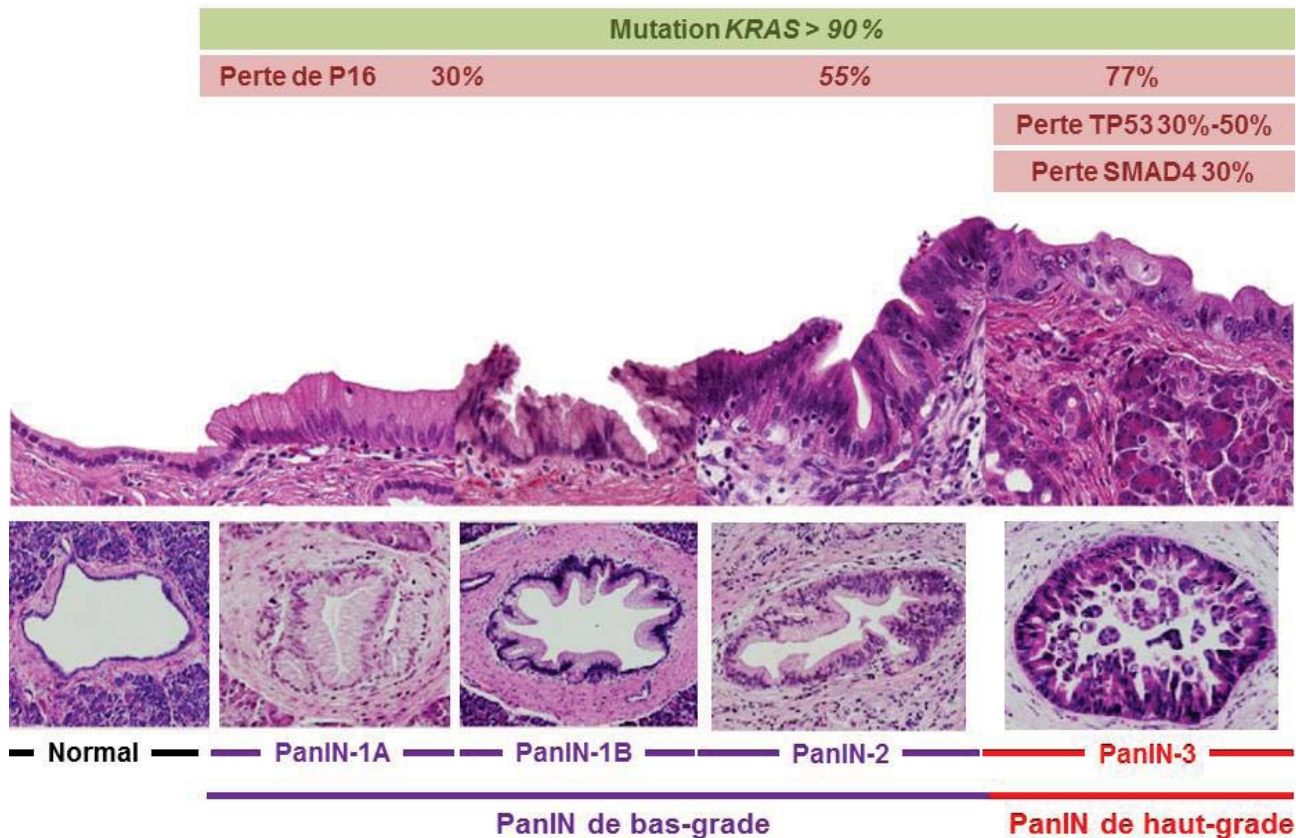 Mutation KRAS > 90%
Perte de P16 30% 55% 77%
Perte TP53 30%-50%
Perte SMAD4 30%
Normal PanIN-1A PanIN-1B PanIN-2 PanIN-3
PanIN de bas-grade PanIN de haut-grade